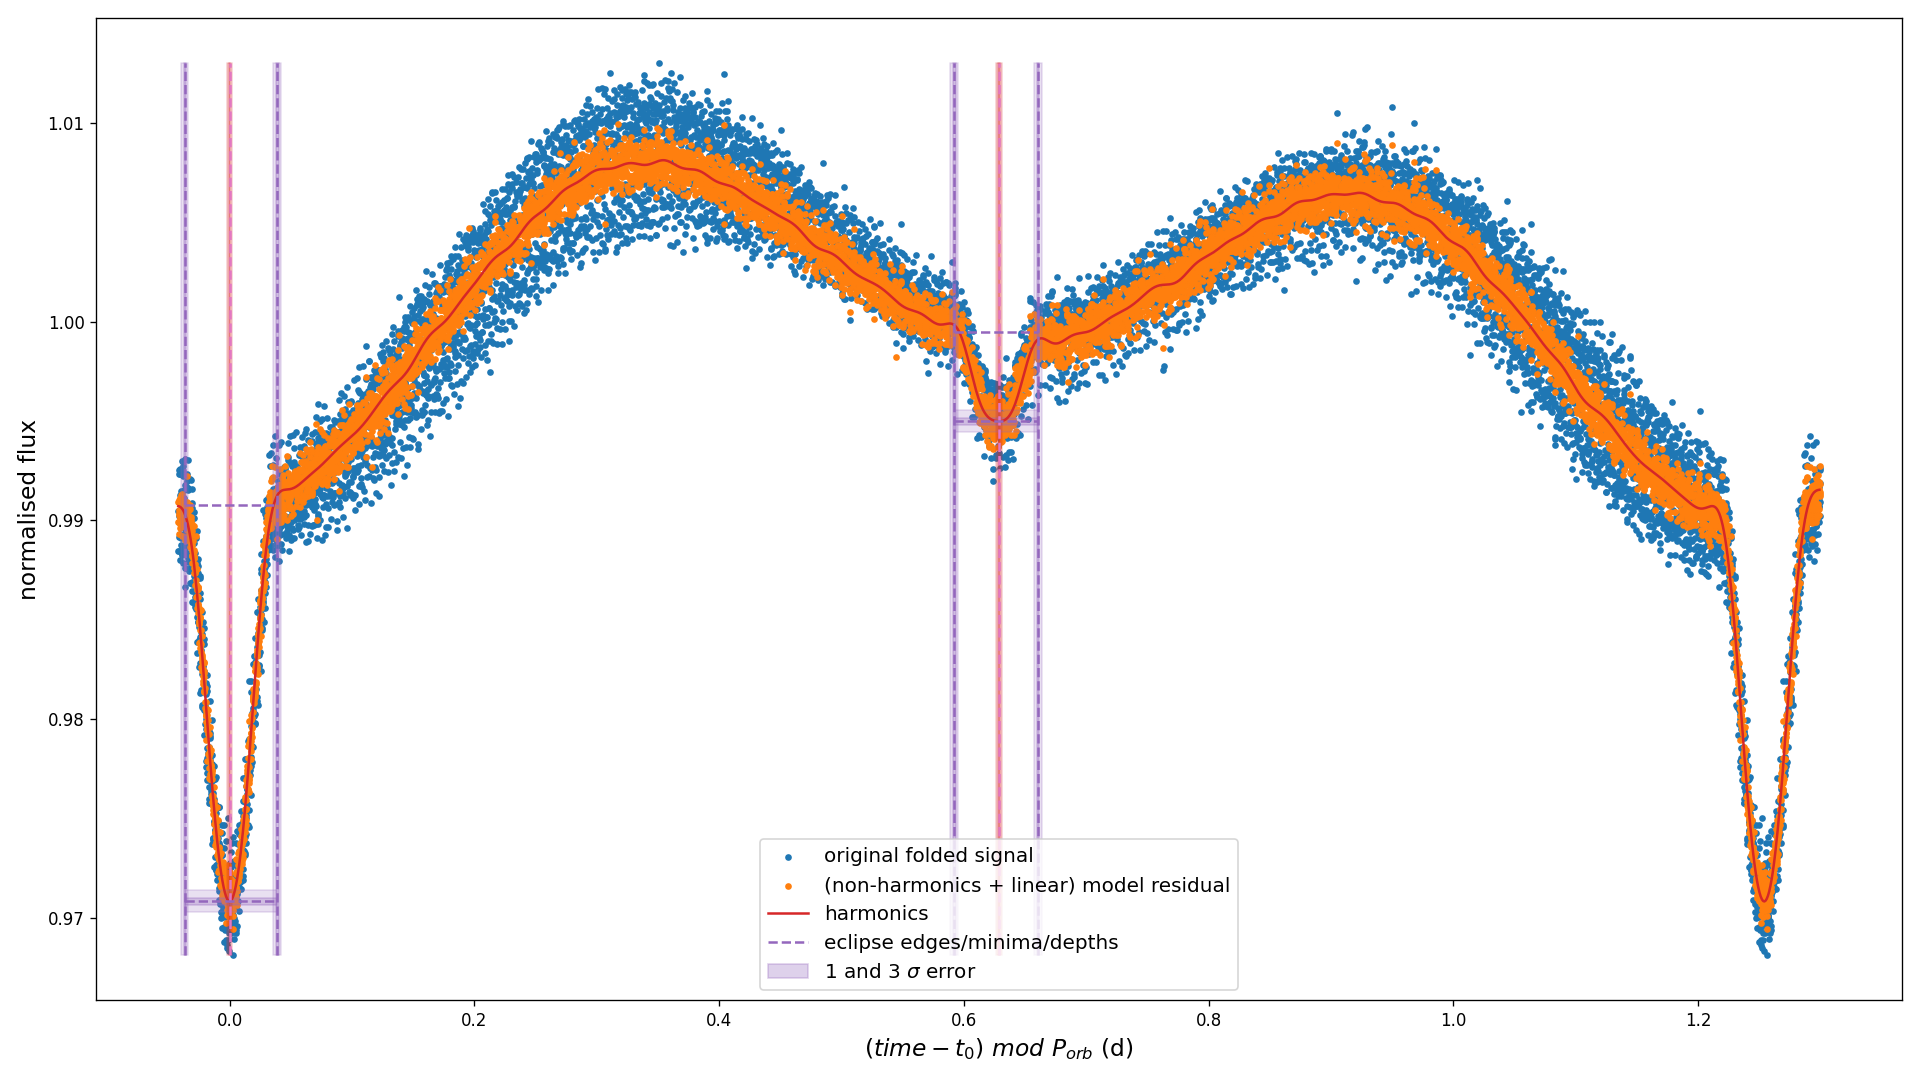 normalised flux
1.01
1.00
0.99
0.98
0.97
0.0
0.2
0.4
0.6
0.8
1.0
1.2
(time − t₀) mod Pₒᵣb (d)
original folded signal
(non-harmonics + linear) model residual
harmonics
eclipse edges/minima/depths
1 and 3 σ error